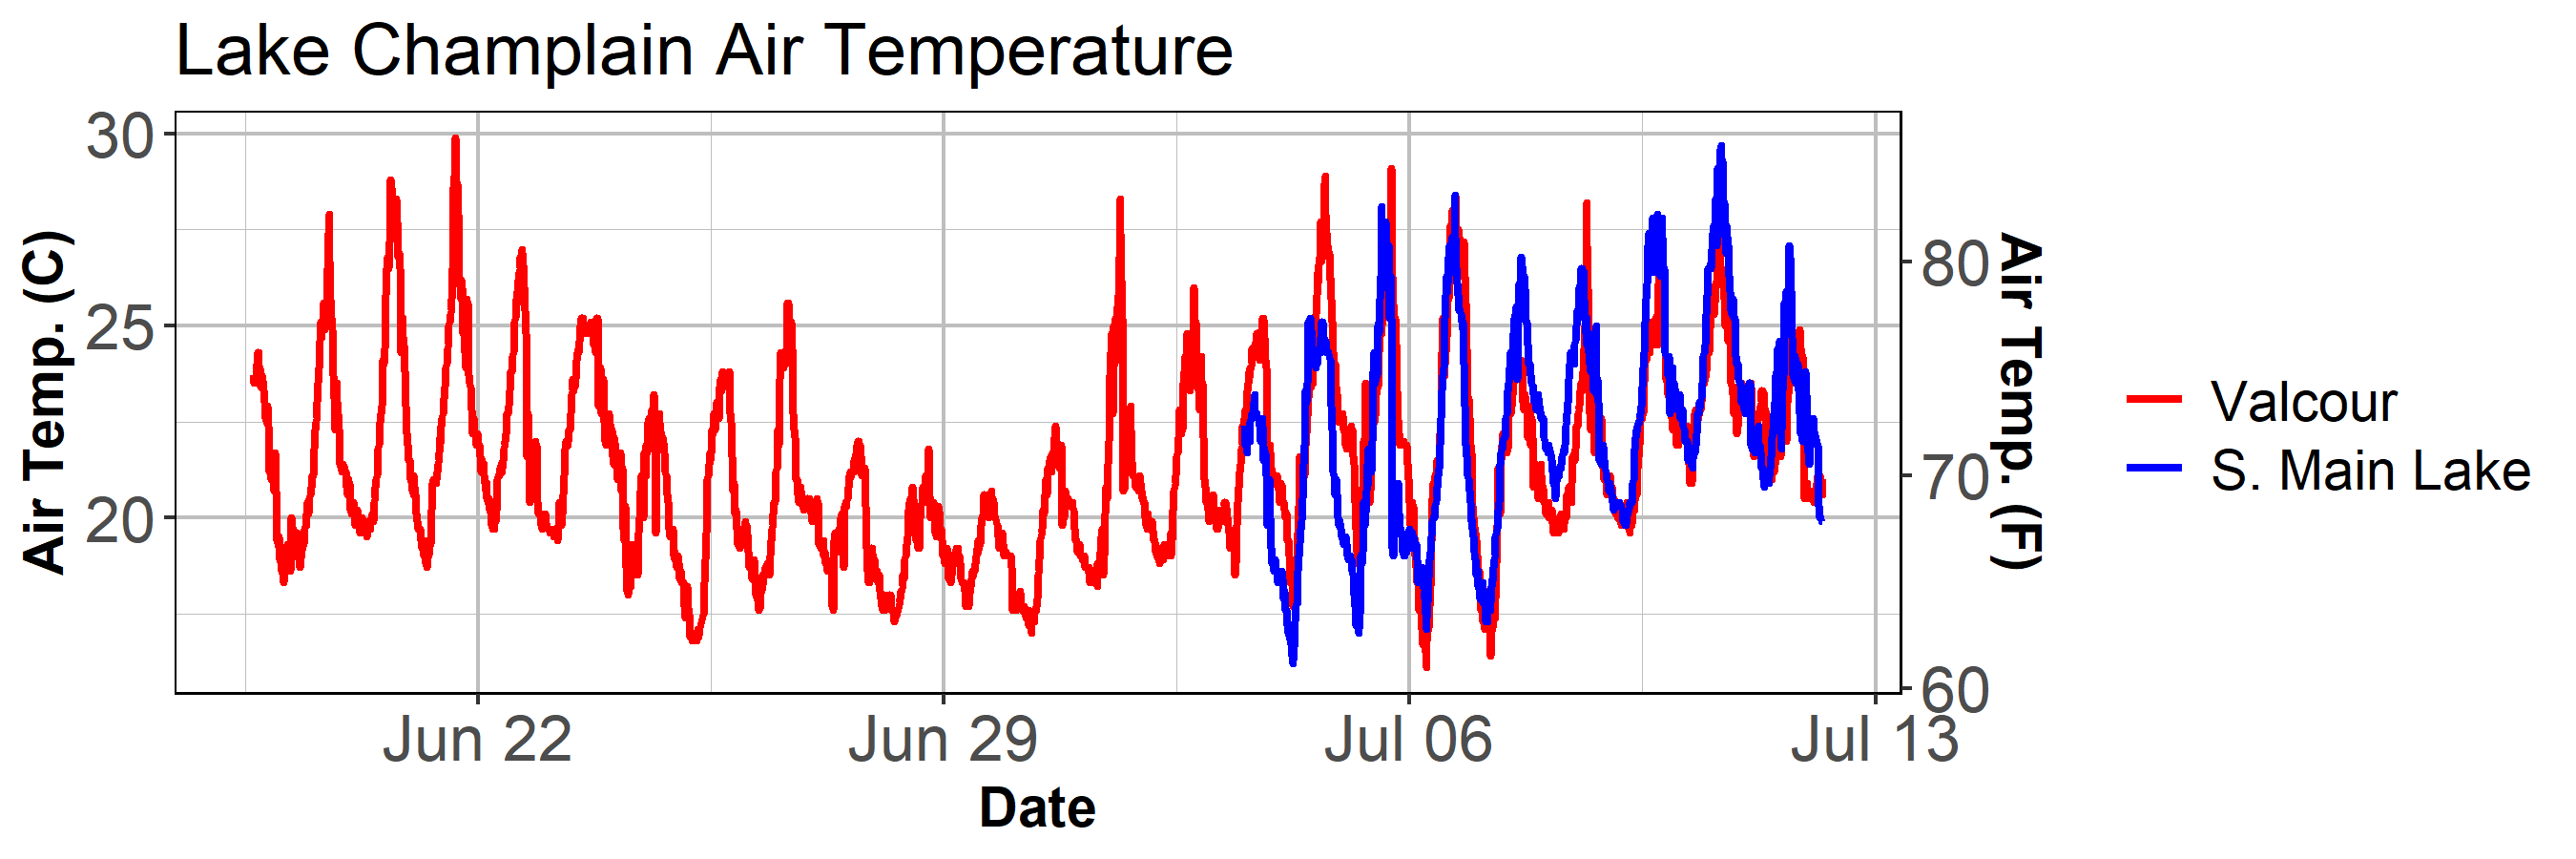 Lake Champlain Air Temperature
30
25
20
Air Temp. (C)
80
70
60
Air Temp. (F)
Jun 22 Jun 29 Jul 06 Jul 13
Date
Valcour
S. Main Lake